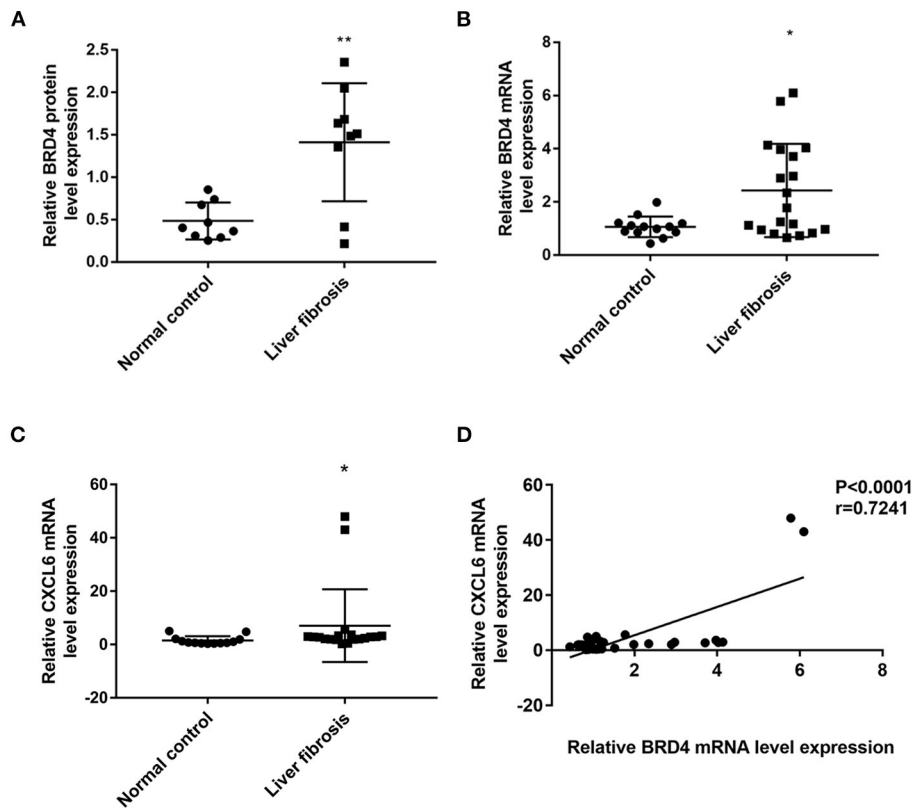 A
Relative BRD4 protein
level expression
2.5
2.0
1.5
1.0
0.5
0.0
**
Normal control
Liver fibrosis
B
Relative BRD4 mRNA
level expression
8
6
4
2
0
*
Normal control
Liver fibrosis
C
Relative CXCL6 mRNA
level expression
60
40
20
0
-20
*
Normal control
Liver fibrosis
D
Relative CXCL6 mRNA
level expression
60
40
20
0
-20
2 4 6 8
P<0.0001
r=0.7241
Relative BRD4 mRNA level expression